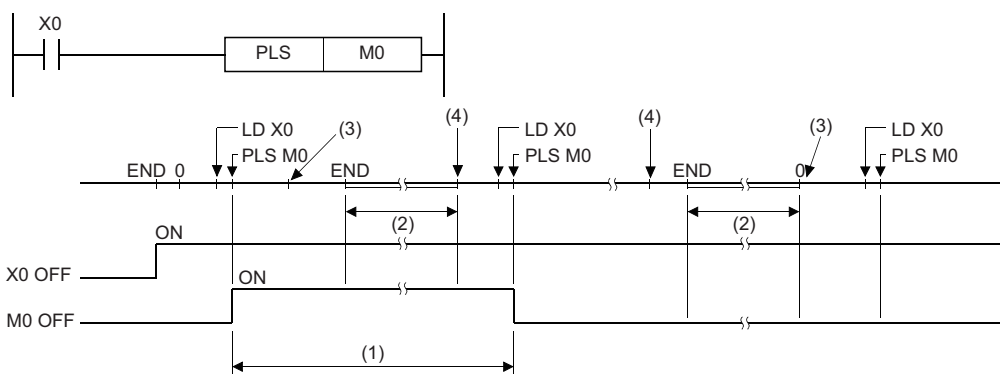 X0
PLS M0
(4) (4)
LD X0 (3) LD X0 (3) LD X0
PLS M0 PLS M0 PLS M0
END 0 END END 0
(2) (2)
ON
X0 OFF
ON
M0 OFF
(1)